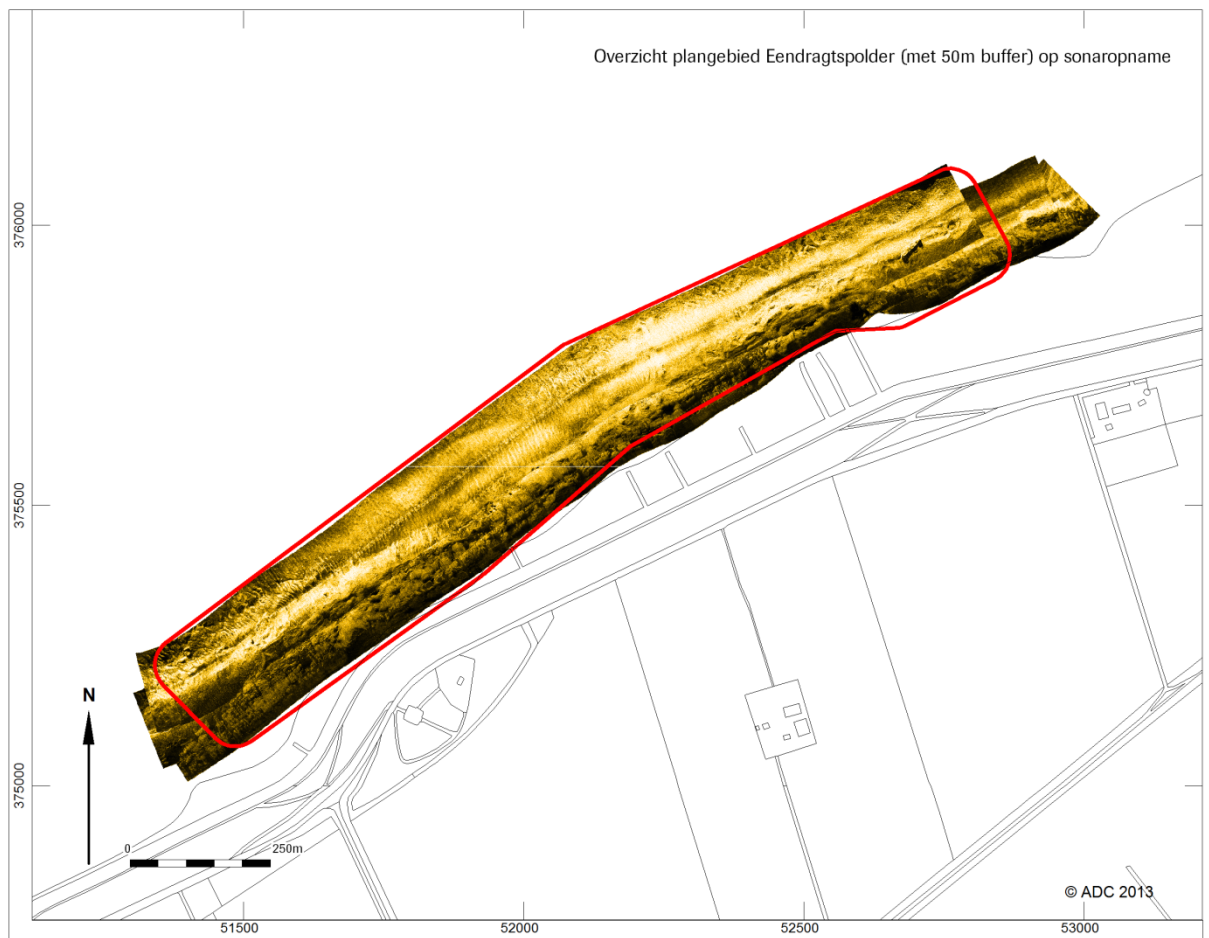 Overzicht plangebied Eendragtspolder (met 50m buffer) op sonaropname
376000
375500
375000
N
0 250m
© ADC 2013
51500 52000 52500 53000